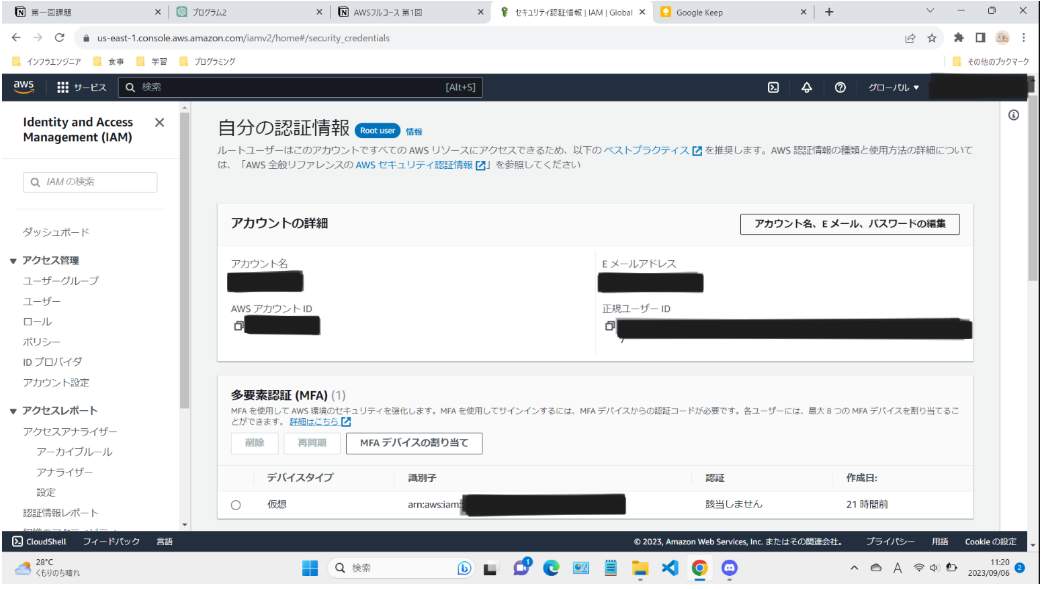 第一回課題
プログラム2
AWSフルコース 第1回
セキュリティ認証情報 | IAM | Global
Google Keep
us-east-1.console.aws.amazon.com/iamv2/home#/security_credentials
インフラエンジニア 食事 学習 プログラミング その他のブックマーク
aws サービス 検索 [Alt+S] グローバル ▼
Identity and Access Management (IAM)
IAM の検索
ダッシュボード
アクセス管理
ユーザーグループ
ユーザー
ロール
ポリシー
ID プロバイダ
アカウント設定
アクセスレポート
アクセスアナライザー
アーカイブルール
アナライザー
設定
認証情報レポート
自分の認証情報 Root user 情報
ルートユーザーはこのアカウントですべての AWS リソースにアクセスできるため、以下の ベストプラクティス を推奨します。AWS 認証情報の種類と使用方法の詳細について
は、「AWS 全般リファレンスの AWS セキュリティ認証情報」を参照してください
アカウントの詳細
アカウント名、E メール、パスワードの編集
アカウント名
E メールアドレス
AWS アカウント ID
正規ユーザー ID
多要素認証 (MFA) (1)
MFA を使用して AWS 環境のセキュリティを強化します。MFA を使用してサインインするには、MFA デバイスからの認証コードが必要です。各ユーザーには、最大 8 つの MFA デバイスを割り当てるこ
とができます。 詳細はこちら
削除 再同期 MFA デバイスの割り当て
デバイスタイプ 識別子 認証 作成日:
仮想 arn:aws:iam: 該当しません 21 時間前
CloudShell フィードバック 言語 © 2023, Amazon Web Services, Inc. またはその関連会社。 プライバシー 用語 Cookie の設定
28°C
くもりのち晴れ
検索
A
11:20
2023/09/06
2